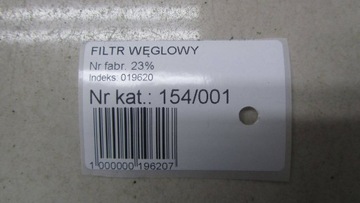 FILTR WĘGLOWY
Nr fabr. 23%
Indeks: 019620
Nr kat.: 154/001
1 000000 196207